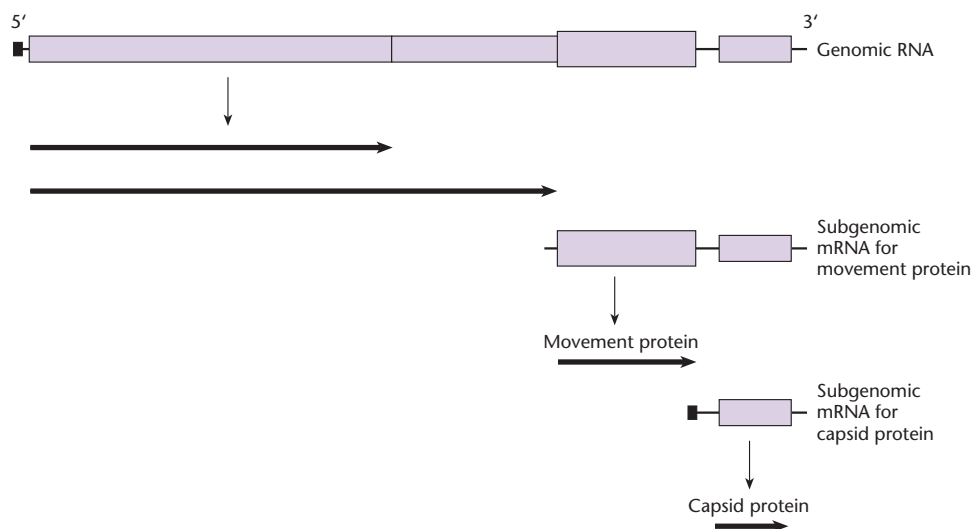 5′
3′
Genomic RNA
Subgenomic
mRNA for
movement protein
Movement protein
Subgenomic
mRNA for
capsid protein
Capsid protein